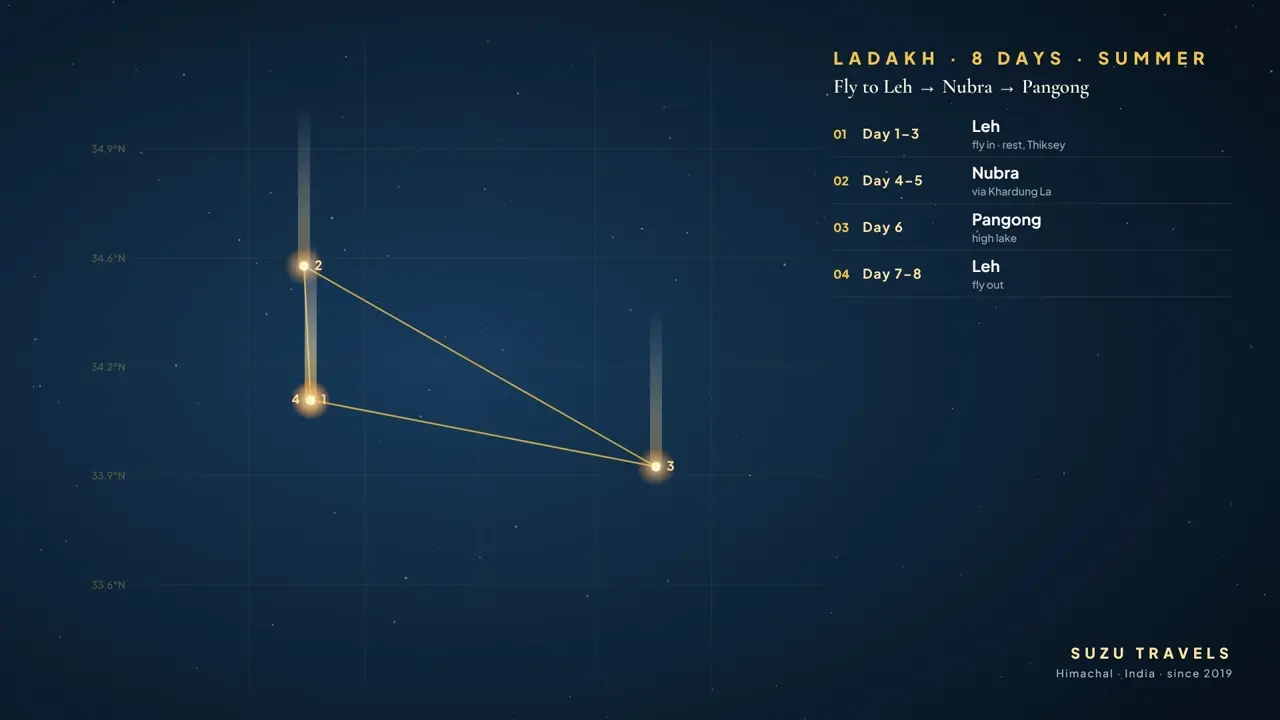 LADAKH · 8 DAYS · SUMMER
Fly to Leh → Nubra → Pangong
01 Day 1–3 Leh
fly in · rest, Thiksey
02 Day 4–5 Nubra
via Khardung La
03 Day 6 Pangong
high lake
04 Day 7–8 Leh
fly out
34.9°N
34.6°N
34.2°N
33.9°N
33.6°N
2
4 1
3
SUZU TRAVELS
Himachal · India · since 2019